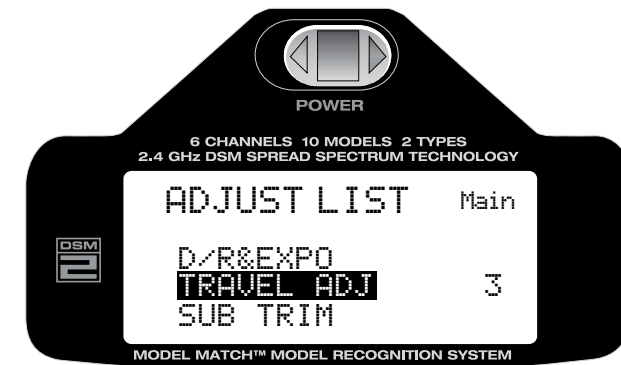 POWER
6 CHANNELS 10 MODELS 2 TYPES
2.4 GHz DSM SPREAD SPECTRUM TECHNOLOGY
ADJUST LIST Main
DSM
2
D/R&EXPO
TRAVEL ADJ 3
SUB TRIM
MODEL MATCH™ MODEL RECOGNITION SYSTEM